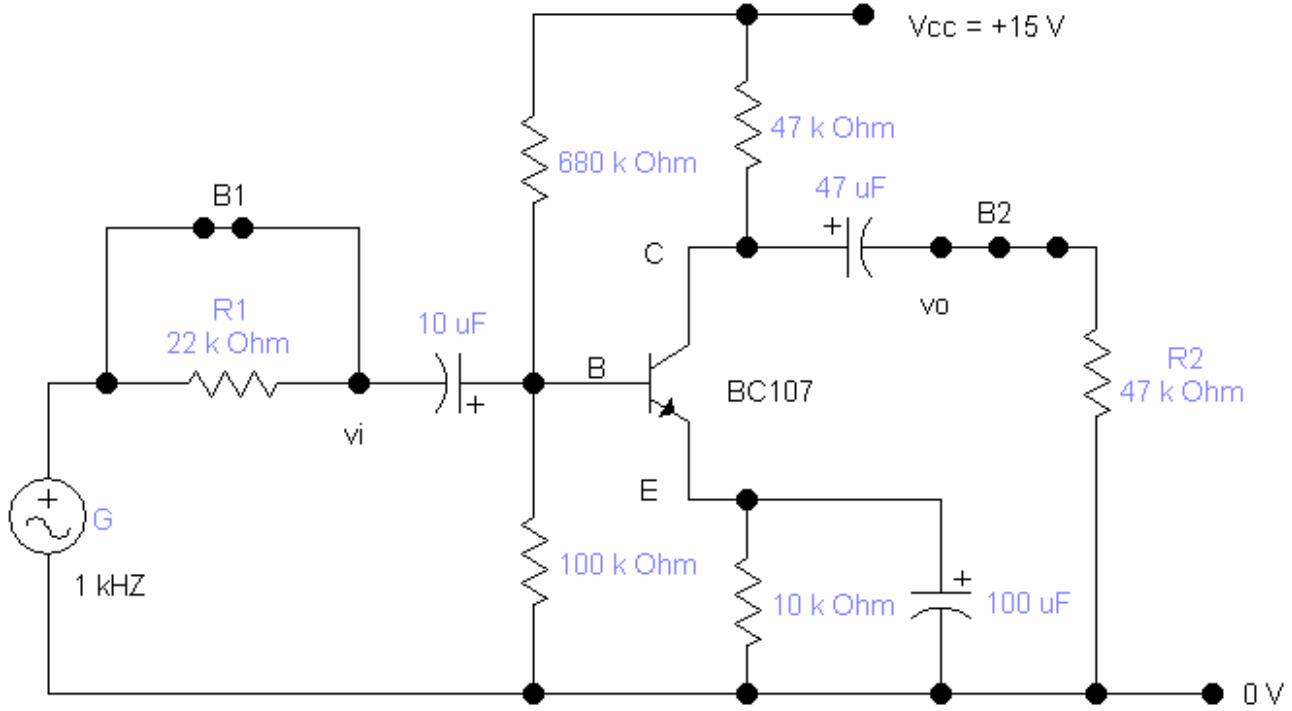 Vcc = +15 V
47 k Ohm
680 k Ohm
47 uF
+
B1
B2
C
vo
R1
22 k Ohm
10 uF
+
B
BC107
R2
47 k Ohm
vi
E
+
G
1 kHZ
100 k Ohm
10 k Ohm
+
100 uF
0 V